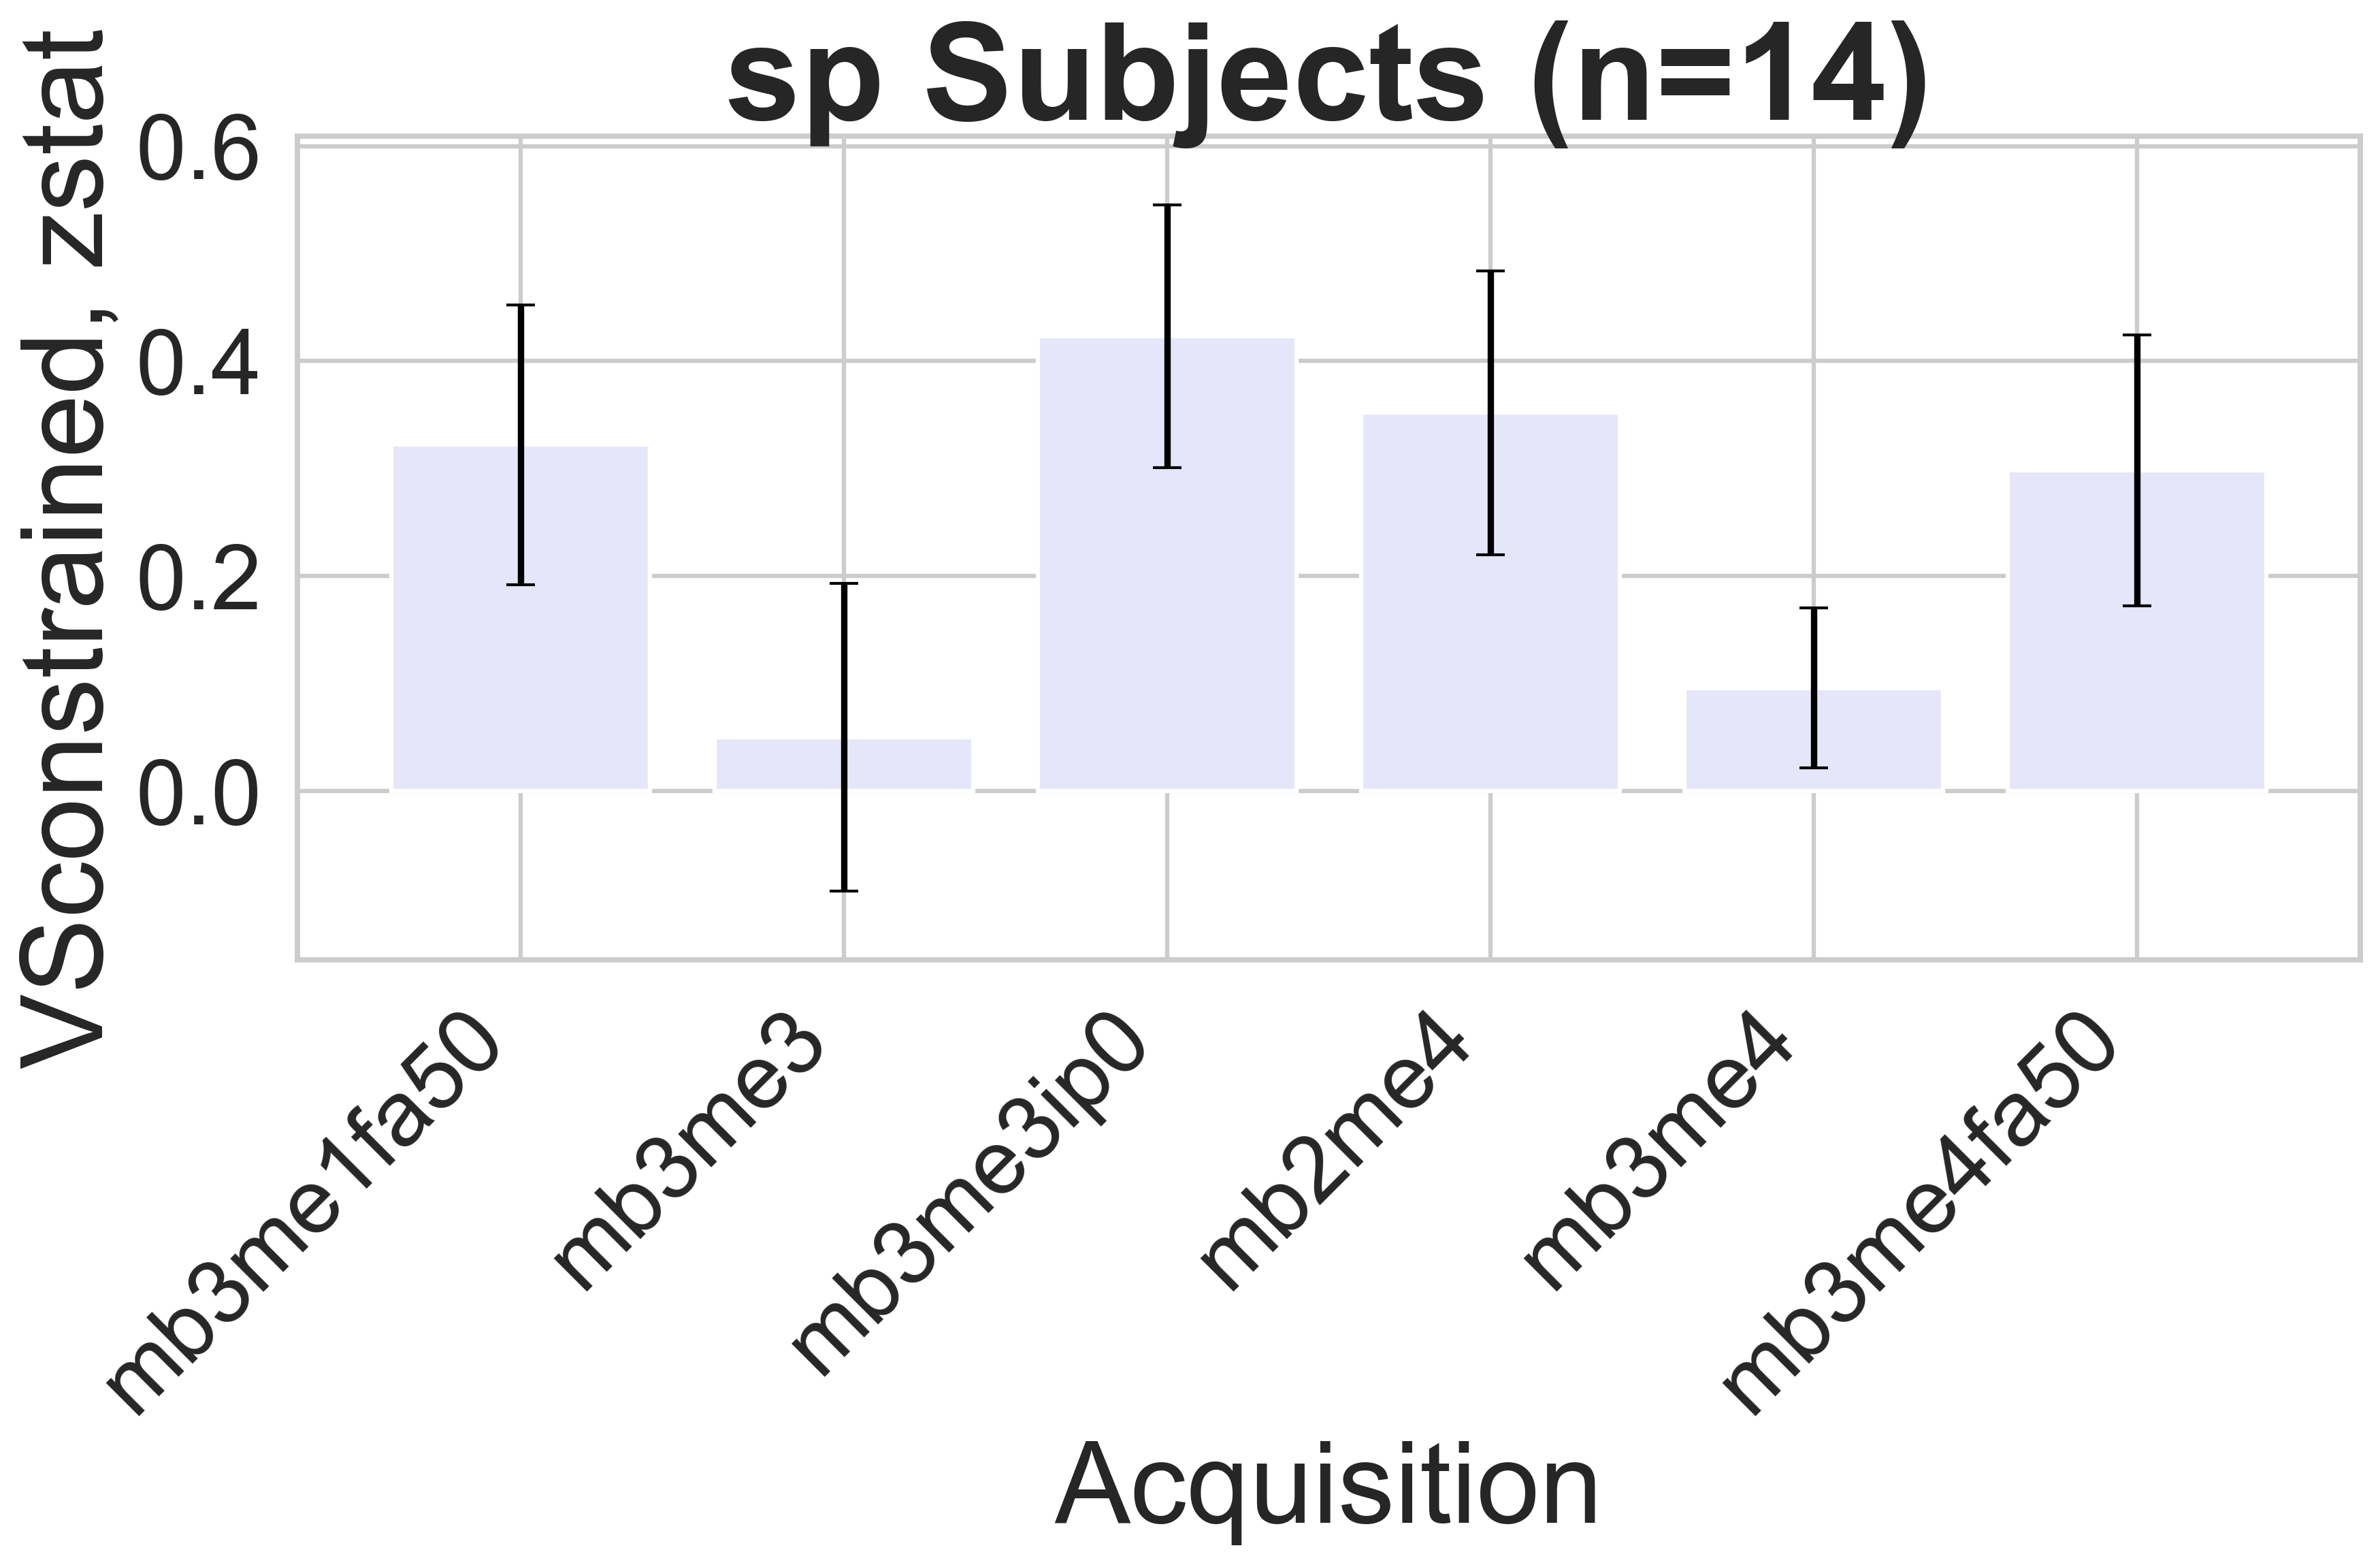 sp Subjects (n=14)
VSconstrained, zstat
0.6
0.4
0.2
0.0
mb3me1fa50
mb3me3
mb3me3ip0
mb2me4
mb3me4
mb3me4fa50
Acquisition